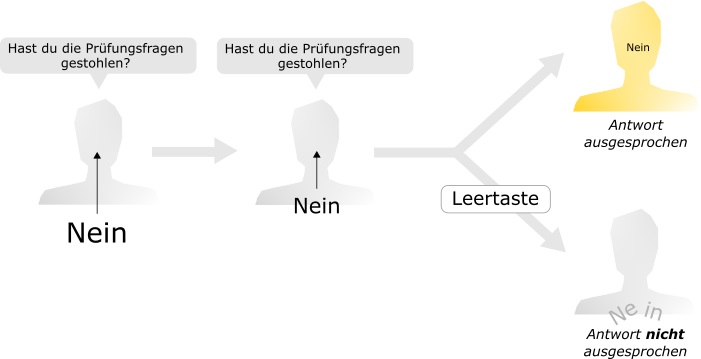 Hast du die Prüfungsfragen
gestohlen?
Nein
Hast du die Prüfungsfragen
gestohlen?
Nein
Leertaste
Nein
Antwort
ausgesprochen
Ne in
Antwort nicht
ausgesprochen